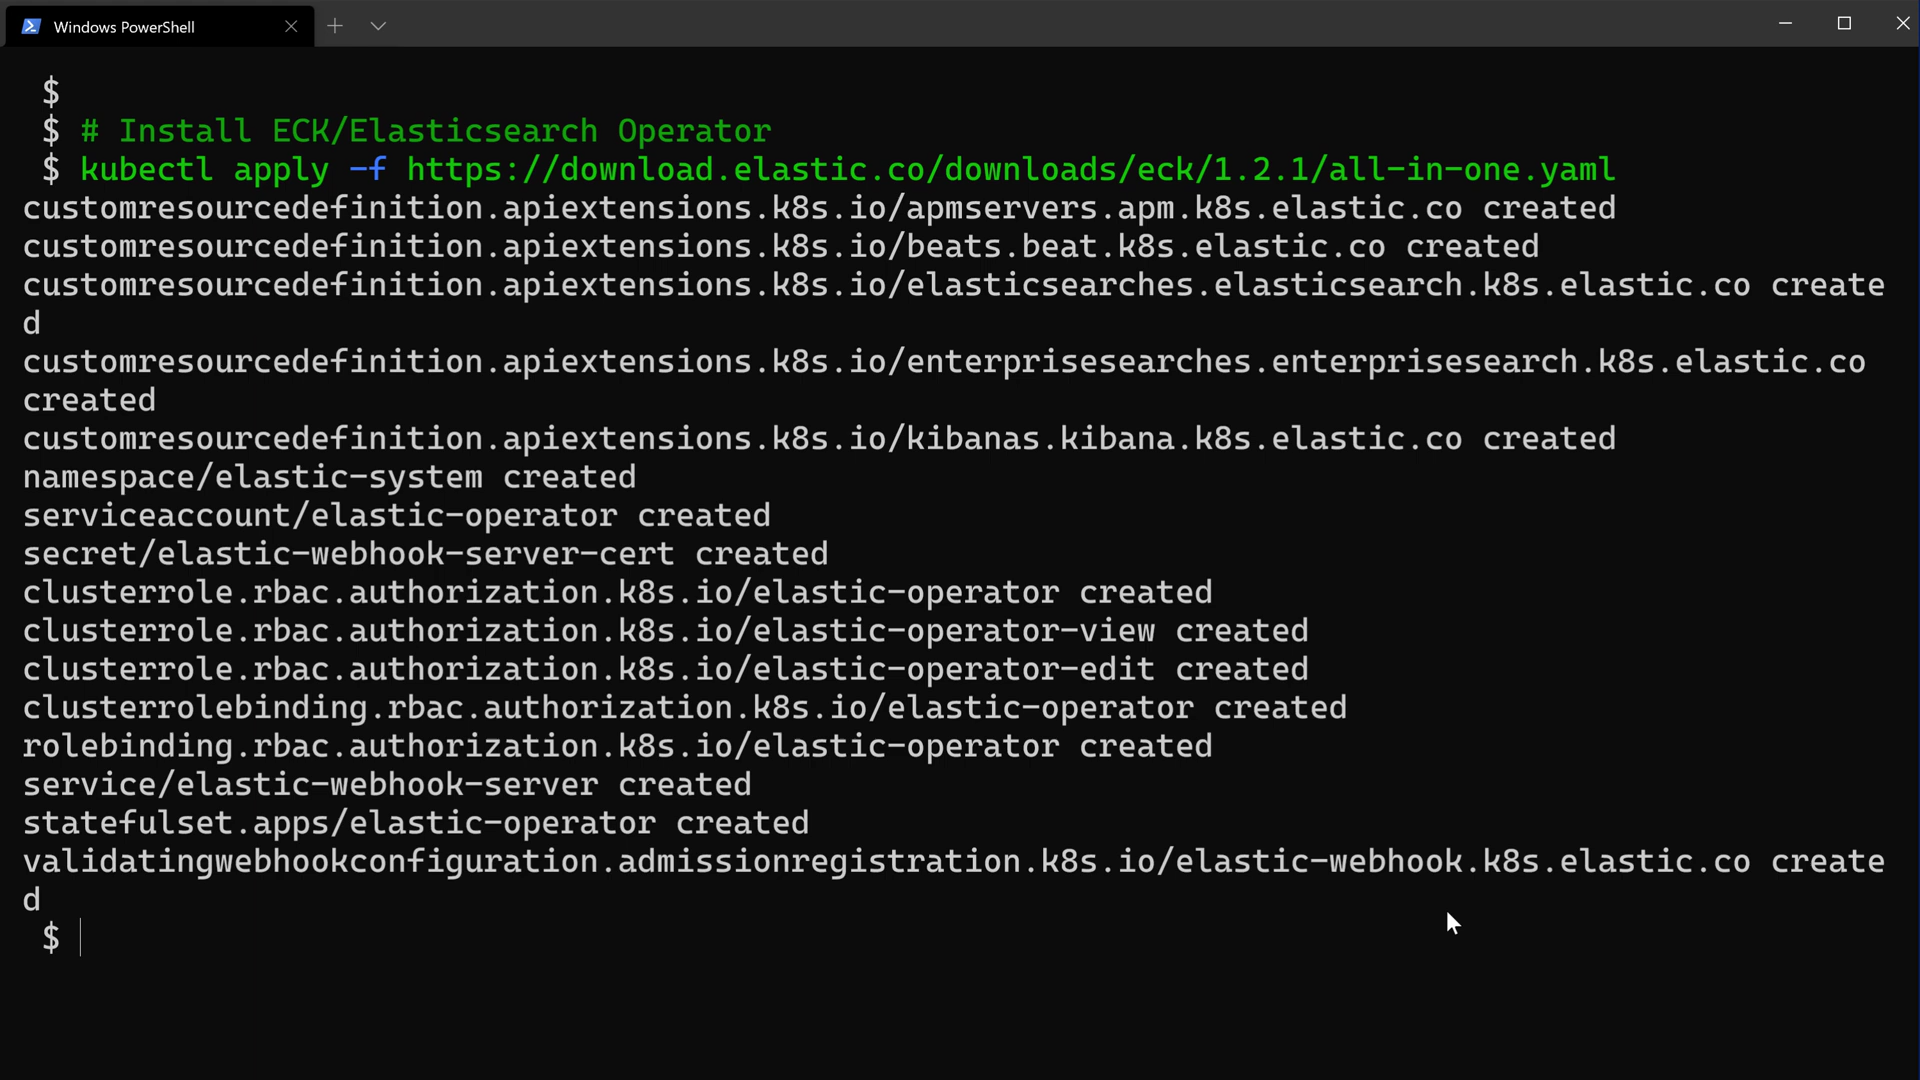 Windows PowerShell
$
$ # Install ECK/Elasticsearch Operator
$ kubectl apply -f https://download.elastic.co/downloads/eck/1.2.1/all-in-one.yaml
customresourcedefinition.apiextensions.k8s.io/apmservers.apm.k8s.elastic.co created
customresourcedefinition.apiextensions.k8s.io/beats.beat.k8s.elastic.co created
customresourcedefinition.apiextensions.k8s.io/elasticsearches.elasticsearch.k8s.elastic.co create
d
customresourcedefinition.apiextensions.k8s.io/enterprisesearches.enterprisesearch.k8s.elastic.co
created
customresourcedefinition.apiextensions.k8s.io/kibanas.kibana.k8s.elastic.co created
namespace/elastic-system created
serviceaccount/elastic-operator created
secret/elastic-webhook-server-cert created
clusterrole.rbac.authorization.k8s.io/elastic-operator created
clusterrole.rbac.authorization.k8s.io/elastic-operator-view created
clusterrole.rbac.authorization.k8s.io/elastic-operator-edit created
clusterrolebinding.rbac.authorization.k8s.io/elastic-operator created
rolebinding.rbac.authorization.k8s.io/elastic-operator created
service/elastic-webhook-server created
statefulset.apps/elastic-operator created
validatingwebhookconfiguration.admissionregistration.k8s.io/elastic-webhook.k8s.elastic.co create
d
$